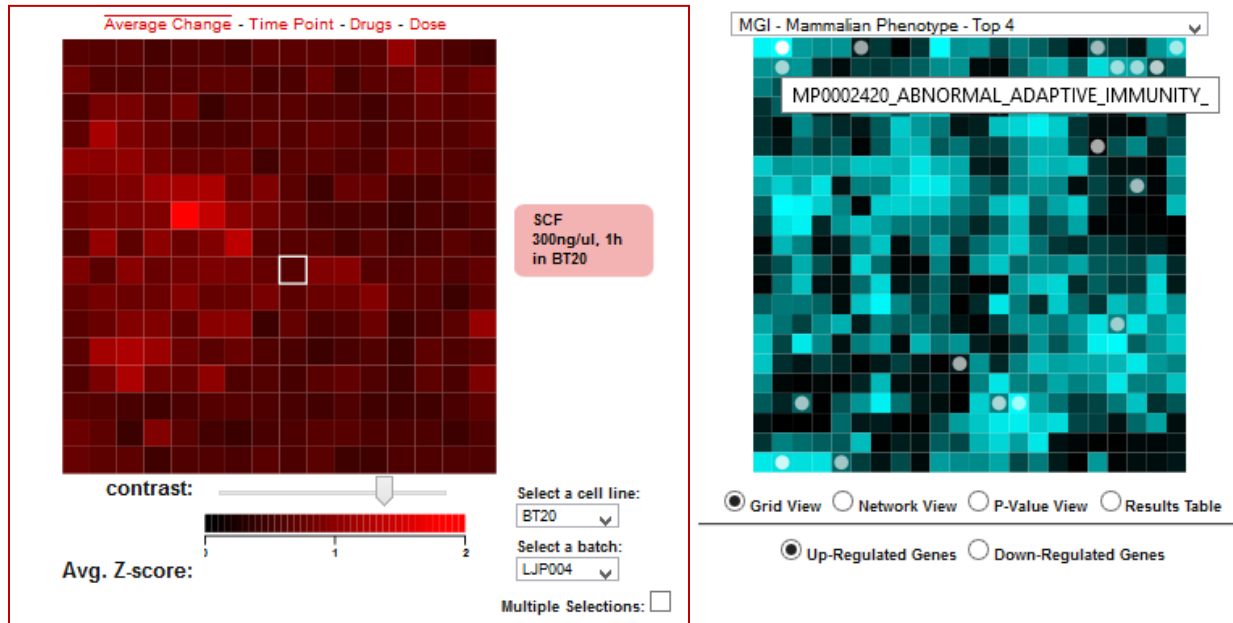 Average Change - Time Point - Drugs - Dose
SCF
300ng/ul, 1h
in BT20
contrast:
0 1 2
Avg. Z-score:
Select a cell line:
BT20
Select a batch:
LJP004
Multiple Selections:
MGI - Mammalian Phenotype - Top 4
MP0002420_ABNORMAL_ADAPTIVE_IMMUNITY_
Grid View Network View P-Value View Results Table
Up-Regulated Genes Down-Regulated Genes